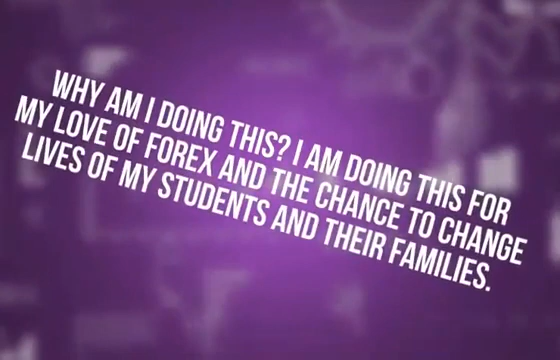 WHY AM I DOING THIS? I AM DOING THIS FOR
MY LOVE OF FOREX AND THE CHANCE TO CHANGE
LIVES OF MY STUDENTS AND THEIR FAMILIES.